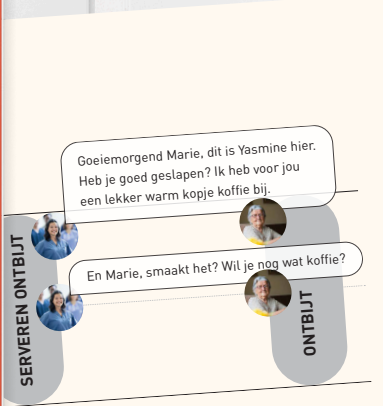 Goeiemorgend Marie, dit is Yasmine hier.
Heb je goed geslapen? Ik heb voor jou
een lekker warm kopje koffie bij.
En Marie, smaakt het? Wil je nog wat koffie?
SERVEREN ONTBIJT
ONTBIJT